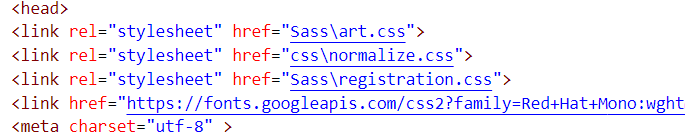 <head>
<link rel="stylesheet" href="Sass\art.css">
<link rel="stylesheet" href="css\normalize.css">
<link rel="stylesheet" href="Sass\registration.css">
<link href="https://fonts.googleapis.com/css2?family=Red+Hat+Mono:wght
<meta charset="utf-8" >